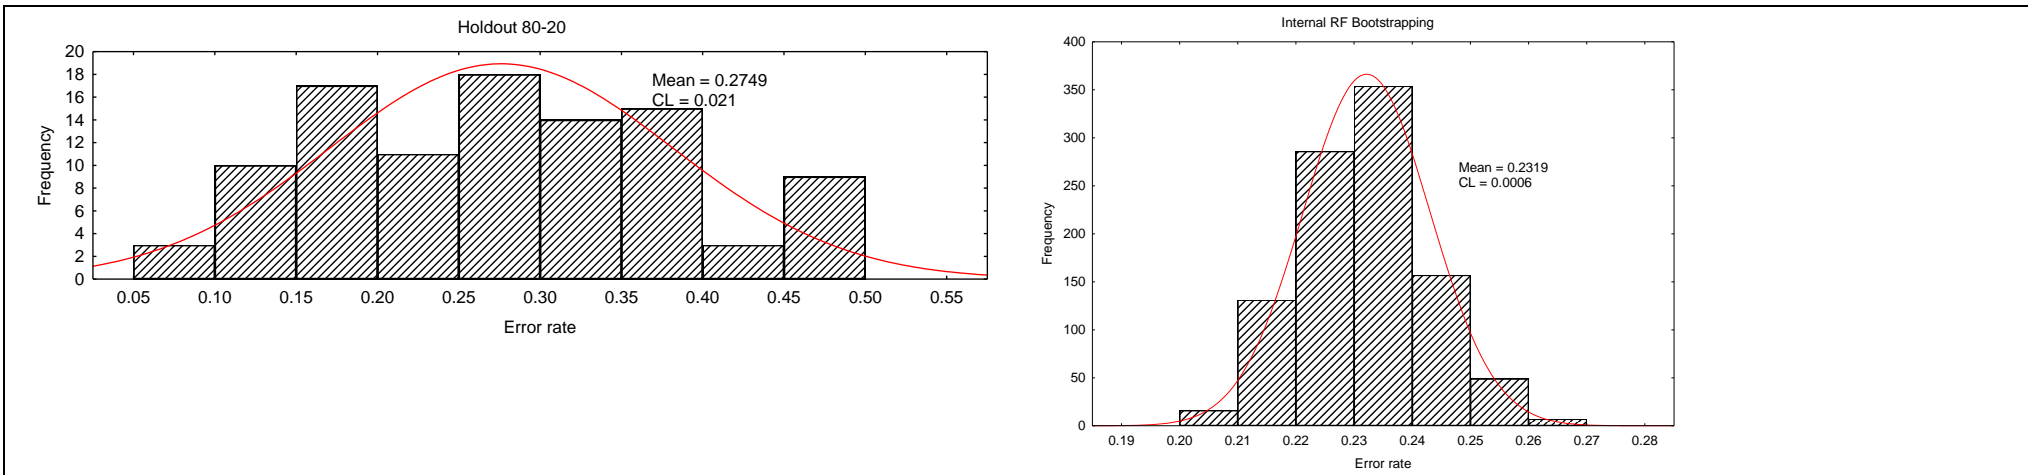 Holdout 80-20
Mean = 0.2749
CL = 0.021
Frequency
20
18
16
14
12
10
8
6
4
2
0
0.05 0.10 0.15 0.20 0.25 0.30 0.35 0.40 0.45 0.50 0.55
Error rate
Internal RF Bootstrapping
Mean = 0.2319
CL = 0.0006
Frequency
400
350
300
250
200
150
100
50
0
0.19 0.20 0.21 0.22 0.23 0.24 0.25 0.26 0.27 0.28
Error rate